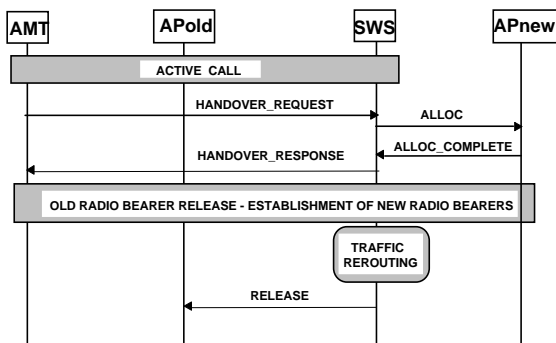 AMT APold SWS APnew
ACTIVE CALL
HANDOVER_REQUEST
ALLOC
ALLOC_COMPLETE
HANDOVER_RESPONSE
OLD RADIO BEARER RELEASE - ESTABLISHMENT OF NEW RADIO BEARERS
TRAFFIC
REROUTING
RELEASE